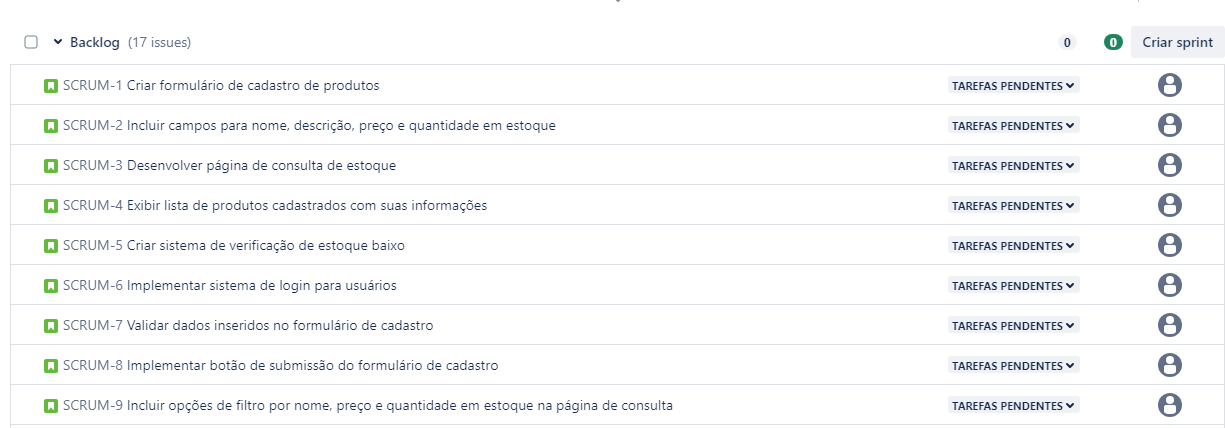 Backlog (17 issues) 0 0 Criar sprint
SCRUM-1 Criar formulário de cadastro de produtos TAREFAS PENDENTES
SCRUM-2 Incluir campos para nome, descrição, preço e quantidade em estoque TAREFAS PENDENTES
SCRUM-3 Desenvolver página de consulta de estoque TAREFAS PENDENTES
SCRUM-4 Exibir lista de produtos cadastrados com suas informações TAREFAS PENDENTES
SCRUM-5 Criar sistema de verificação de estoque baixo TAREFAS PENDENTES
SCRUM-6 Implementar sistema de login para usuários TAREFAS PENDENTES
SCRUM-7 Validar dados inseridos no formulário de cadastro TAREFAS PENDENTES
SCRUM-8 Implementar botão de submissão do formulário de cadastro TAREFAS PENDENTES
SCRUM-9 Incluir opções de filtro por nome, preço e quantidade em estoque na página de consulta TAREFAS PENDENTES